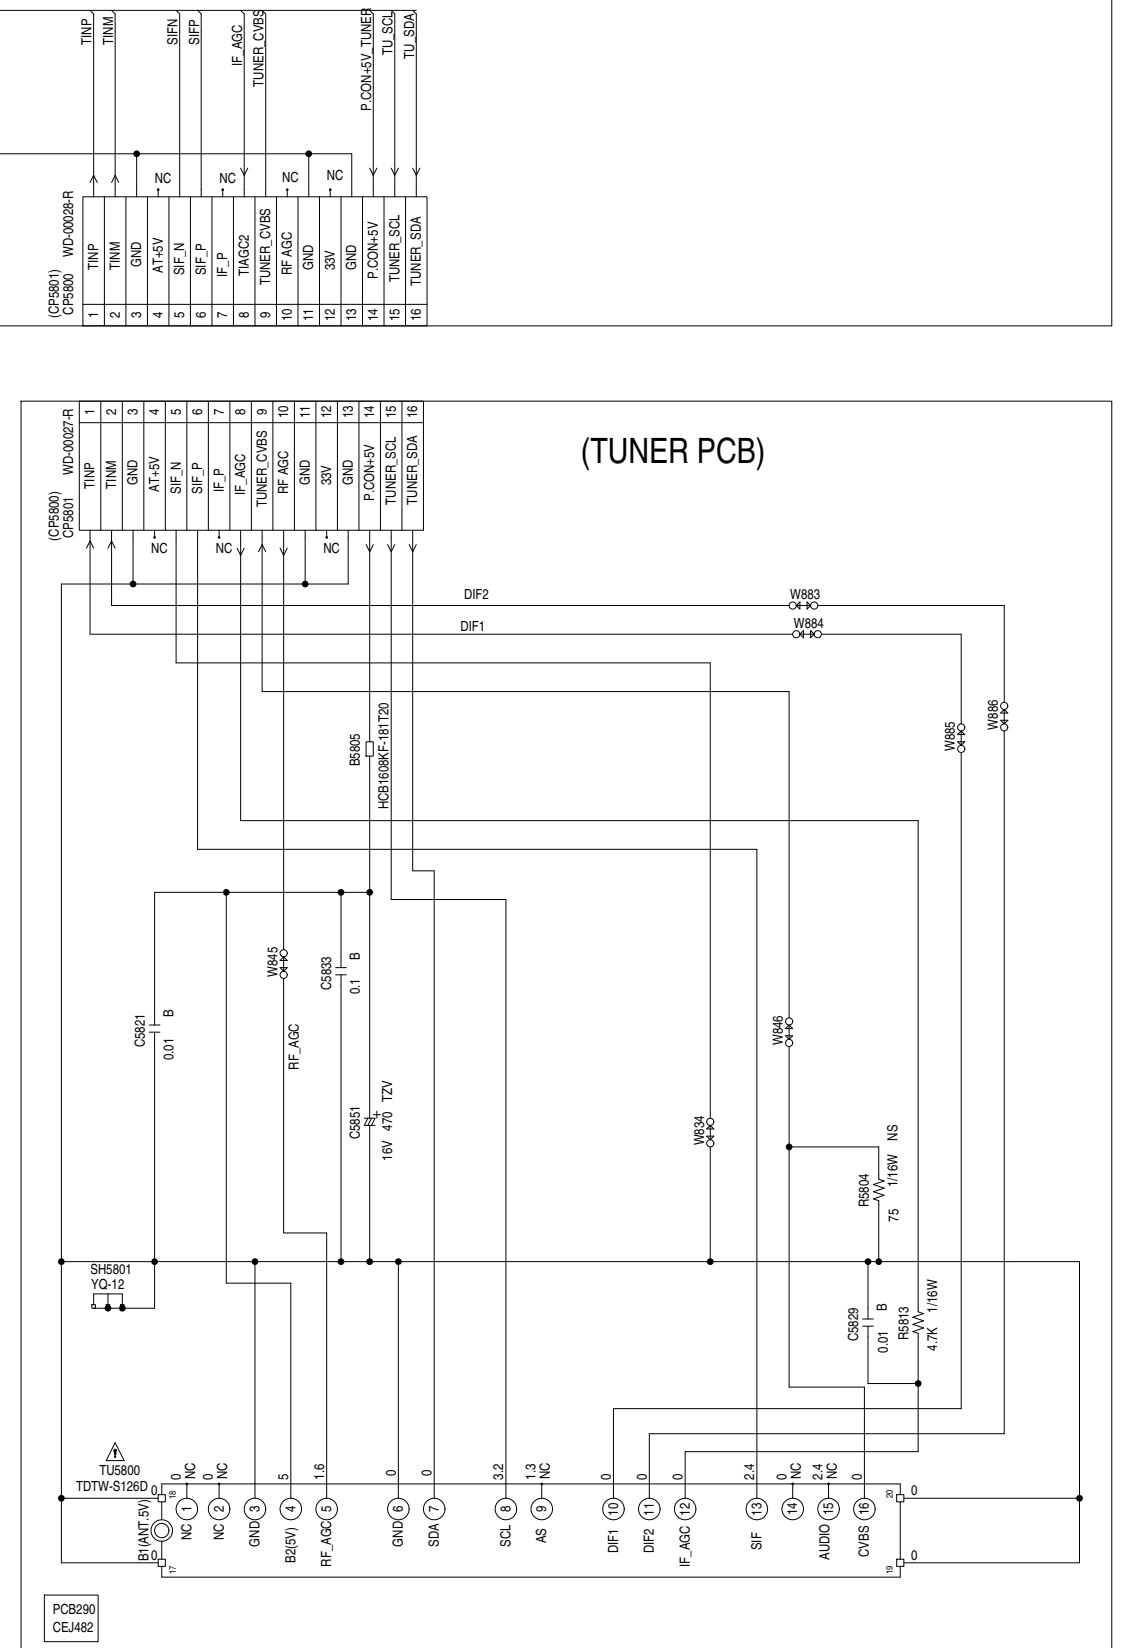 TINP
TINM
SIFN
SIFP
IF_AGC
TUNER_CVBS
P.CON+5V_TUNER
TU_SCL
TU_SDA
NC
NC
NC
NC
(CP5801)
CP5800 WD-00028-R
TINP
TINM
GND
AT+5V
SIF_N
SIF_P
IF_P
TIAGC2
TUNER_CVBS
RF AGC
GND
33V
GND
P.CON+5V
TUNER_SCL
TUNER_SDA
1
2
3
4
5
6
7
8
9
10
11
12
13
14
15
16
(TUNER PCB)
(CP5800)
CP5801 WD-00027-R
1
2
3
4
5
6
7
8
9
10
11
12
13
14
15
16
TINP
TINM
GND
AT+5V
SIF_N
SIF_P
IF_P
IF_AGC
TUNER_CVBS
RF AGC
GND
33V
GND
P.CON+5V
TUNER_SCL
TUNER_SDA
NC
NC
NC
DIF2
W883
DIF1
W884
W885
W886
B5805
HCB1608KF-181T20
W845
C5833
0.1 B
C5821
0.01 B
RF_AGC
W846
C5851
16V 470 TZV
+
W834
R5804
75 1/16W NS
SH5801
YQ-12
C5829
0.01 B
R5813
4.7K 1/16W
TU5800
TDTW-S126D
B1(ANT.5V)
0
18
0
17
0 NC
0 NC
5
1.6
0
0
3.2
1.3 NC
0
0
0
2.4
0 NC
2.4 NC
0
20
0
19
0
1
2
3
4
5
6
7
8
9
10
11
12
13
14
15
16
NC
NC
GND
B2(5V)
RF_AGC
GND
SDA
SCL
AS
DIF1
DIF2
IF_AGC
SIF
AUDIO
CVBS
PCB290
CEJ482